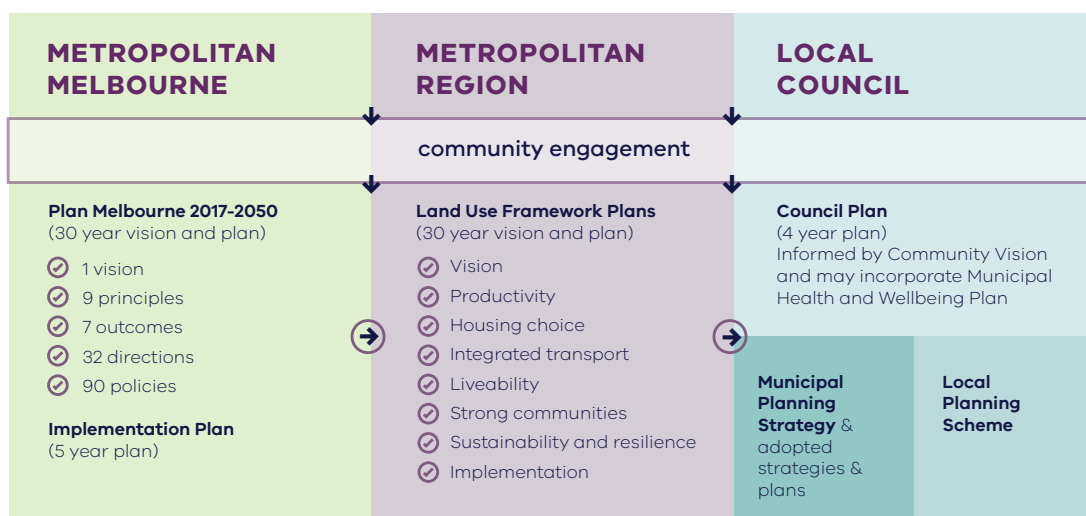 METROPOLITAN
MELBOURNE
METROPOLITAN
REGION
LOCAL
COUNCIL
community engagement
Plan Melbourne 2017-2050
(30 year vision and plan)
1 vision
9 principles
7 outcomes
32 directions
90 policies
Implementation Plan
(5 year plan)
Land Use Framework Plans
(30 year vision and plan)
Vision
Productivity
Housing choice
Integrated transport
Liveability
Strong communities
Sustainability and resilience
Implementation
Council Plan
(4 year plan)
Informed by Community Vision
and may incorporate Municipal
Health and Wellbeing Plan
Municipal
Planning
Strategy &
adopted
strategies &
plans
Local
Planning
Scheme